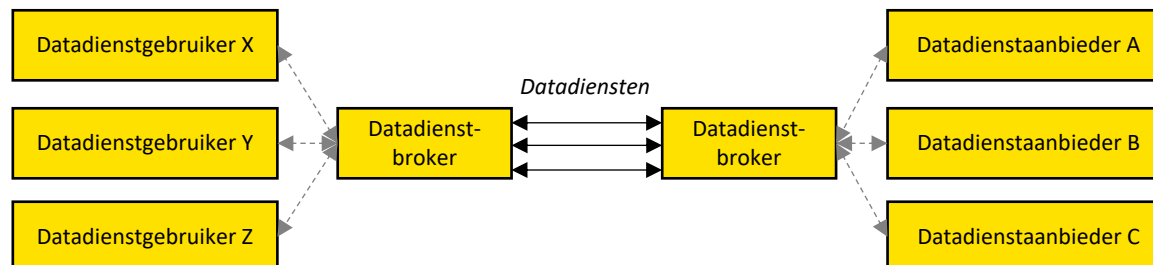 Datadienstgebruiker X
Datadienstgebruiker Y
Datadienstgebruiker Z
Datadienst-
broker
Datadiensten
Datadienst-
broker
Datadienstaanbieder A
Datadienstaanbieder B
Datadienstaanbieder C